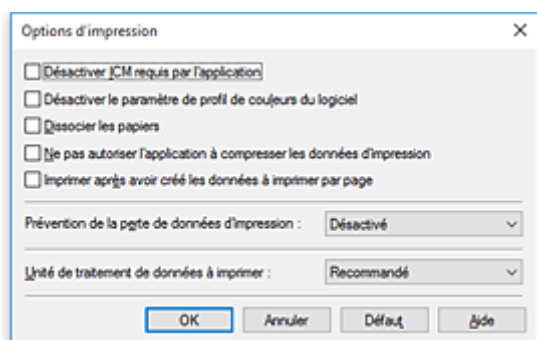 Options d'impression
Désactiver ICM requis par l'application
Désactiver le paramètre de profil de couleurs du logiciel
Dissocier les papiers
Ne pas autoriser l'application à compresser les données d'impression
Imprimer après avoir créé les données à imprimer par page
Prévention de la perte de données d'impression : Désactivé
Unité de traitement de données à imprimer : Recommandé
OK Annuler Défaut Aide